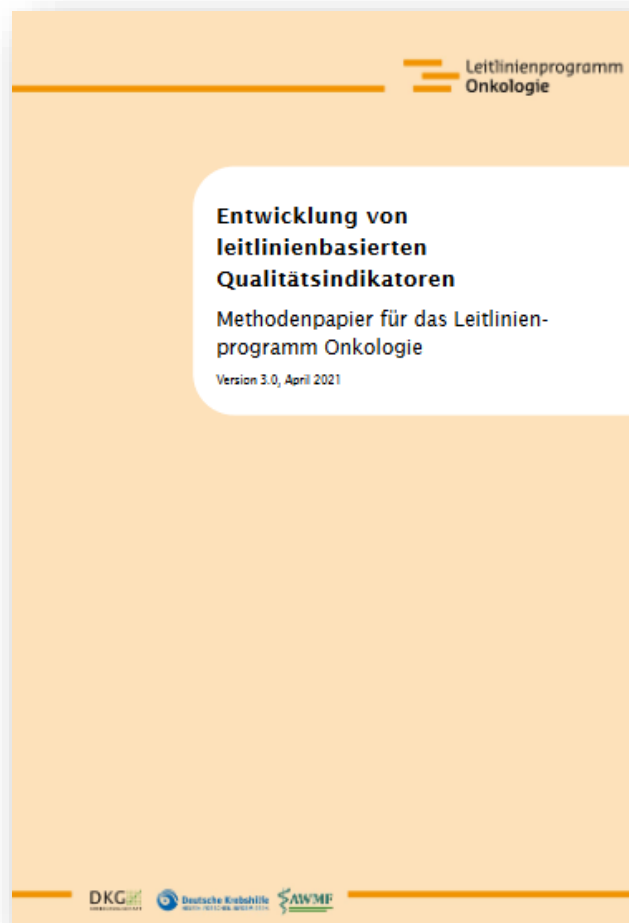 Leitlinienprogramm
Onkologie
Entwicklung von
leitlinienbasierten
Qualitätsindikatoren
Methodenpapier für das Leitlinien-
programm Onkologie
Version 3.0, April 2021
DKG
Deutsche Krebshilfe
AWMF